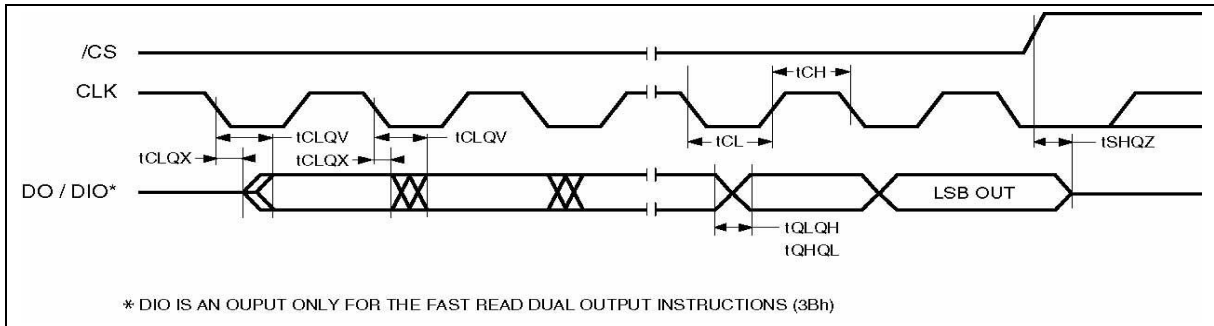 /CS
tCH
CLK
tCLQV
tCLQV
tCL
tSHQZ
tCLQX
tCLQX
DO / DIO*
LSB OUT
tQLQH
tQHQL
* DIO IS AN OUPUT ONLY FOR THE FAST READ DUAL OUTPUT INSTRUCTIONS (3Bh)